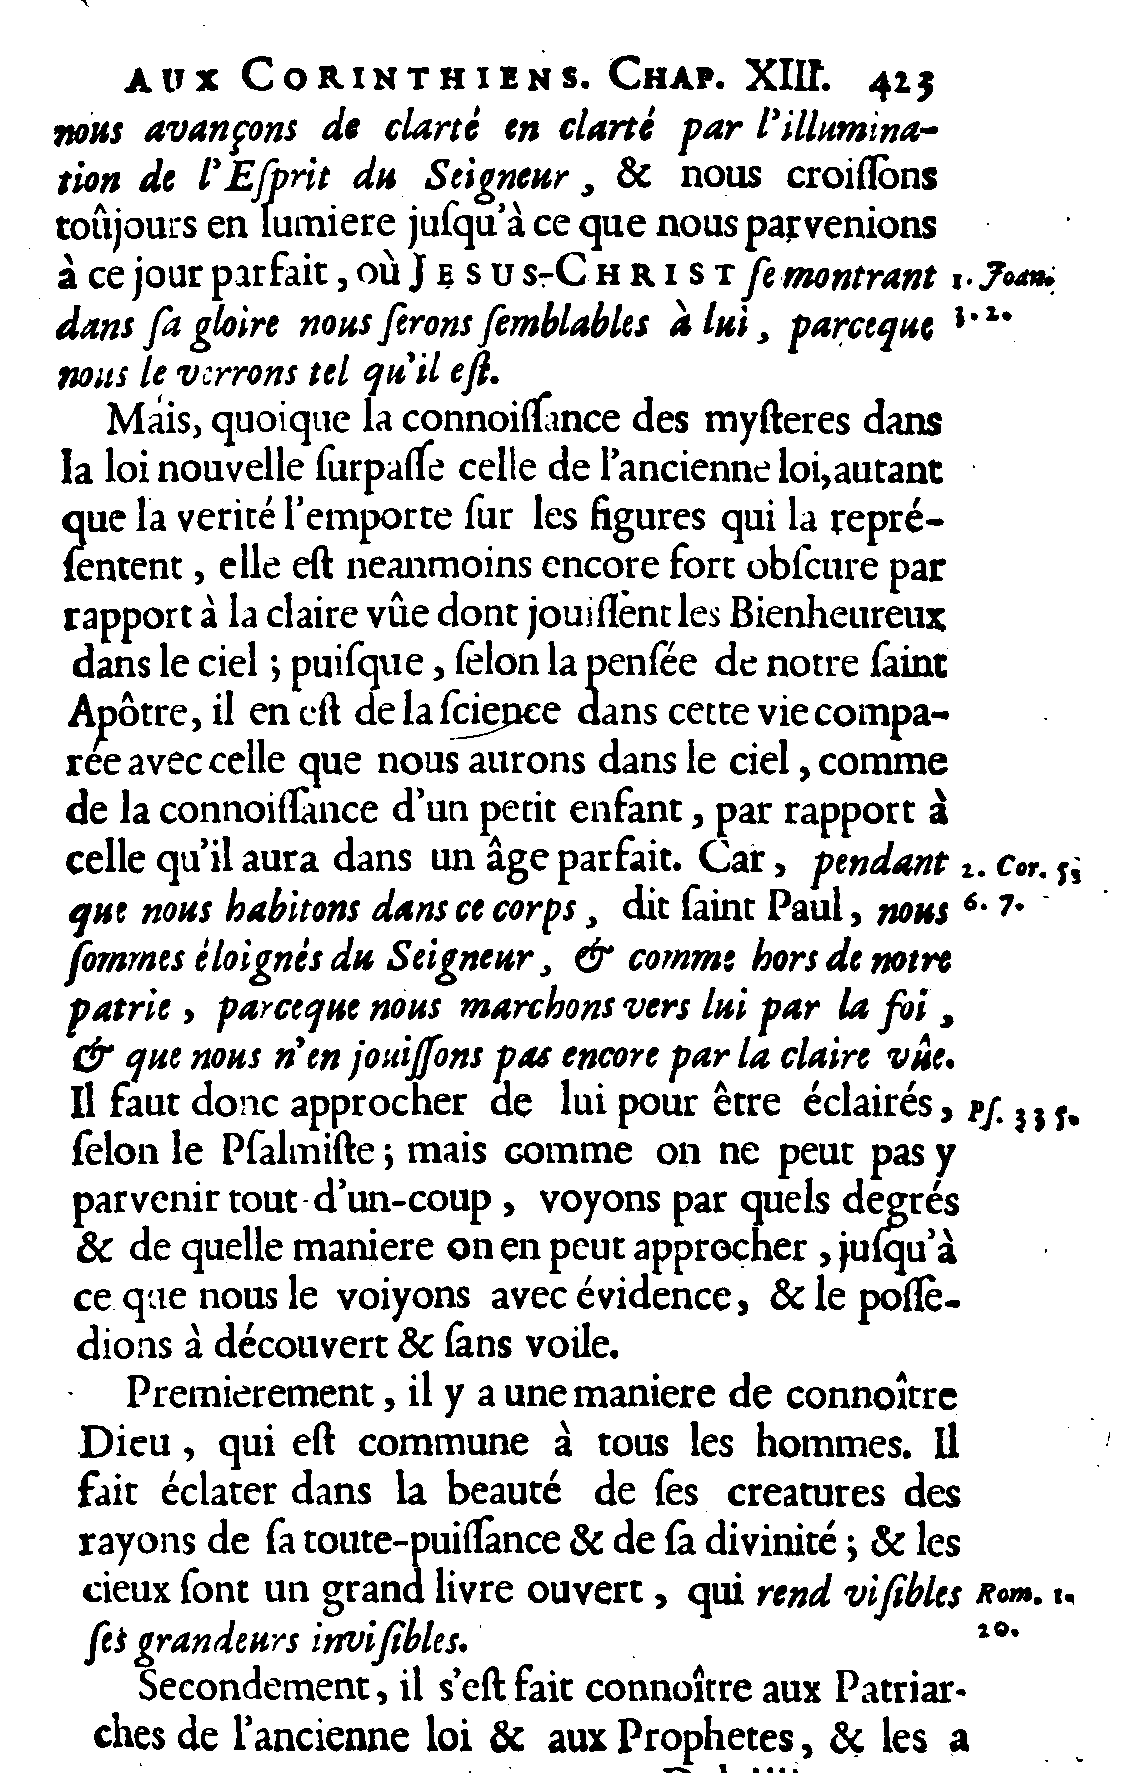 AUX CORINTHIENS. CHAP. XIII. 423
nous avançons de clarté en clarté par l'illumina-
tion de l'Eſprit du Seigneur, & nous croiſſons
toûjours en lumiere juſqu'à ce que nous parvenions
à ce jour parfait, où JESUS-CHRIST ſe montrant 1. Joan.
dans ſa gloire nous ſerons ſemblables à lui, parceque 3. 2.
nous le verrons tel qu'il eſt.
Mais, quoique la connoiſſance des myſteres dans
la loi nouvelle ſurpaſſe celle de l'ancienne loi, autant
que la verité l'emporte ſur les figures qui la repré-
ſentent, elle eſt neanmoins encore fort obſcure par
rapport à la claire vûe dont jouiſſent les Bienheureux
dans le ciel; puiſque, ſelon la penſée de notre ſaint
Apôtre, il en eſt de la ſcience dans cette vie compa-
rée avec celle que nous aurons dans le ciel, comme
de la connoiſſance d'un petit enfant, par rapport à
celle qu'il aura dans un âge parfait. Car, pendant 2. Cor. 5.
que nous habitons dans ce corps, dit ſaint Paul, nous 6. 7.
ſommes éloignés du Seigneur, & comme hors de notre
patrie, parceque nous marchons vers lui par la foi,
& que nous n'en jouiſſons pas encore par la claire vûe.
Il faut donc approcher de lui pour être éclairés, Pſ. 33 5.
ſelon le Pſalmiſte; mais comme on ne peut pas y
parvenir tout-d'un-coup, voyons par quels degrés
& de quelle maniere on en peut approcher, juſqu'à
ce que nous le voiyons avec évidence, & le poſſe-
dions à découvert & ſans voile.
Premierement, il y a une maniere de connoître
Dieu, qui eſt commune à tous les hommes. Il
fait éclater dans la beauté de ſes creatures des
rayons de ſa toute-puiſſance & de ſa divinité; & les
cieux ſont un grand livre ouvert, qui rend viſibles Rom. 1.
ſes grandeurs inviſibles. 20.
Secondement, il s'eſt fait connoître aux Patriar-
ches de l'ancienne loi & aux Prophetes, & les a